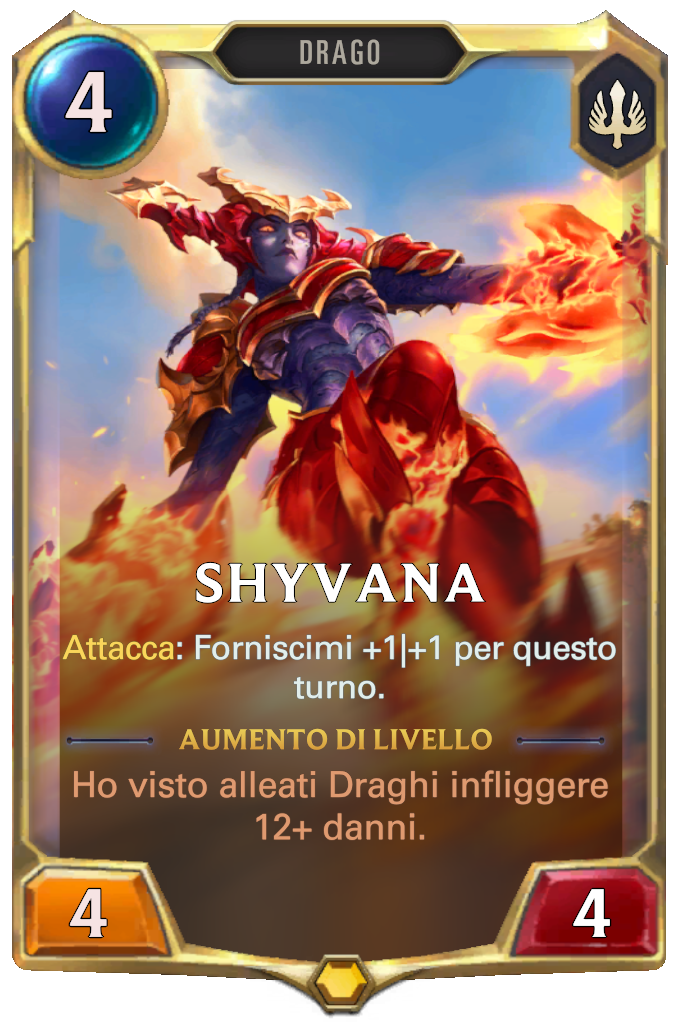 DRAGO
4
SHYVANA
Attacca: Forniscimi +1|+1 per questo
turno.
AUMENTO DI LIVELLO
Ho visto alleati Draghi infliggere
12+ danni.
4
4